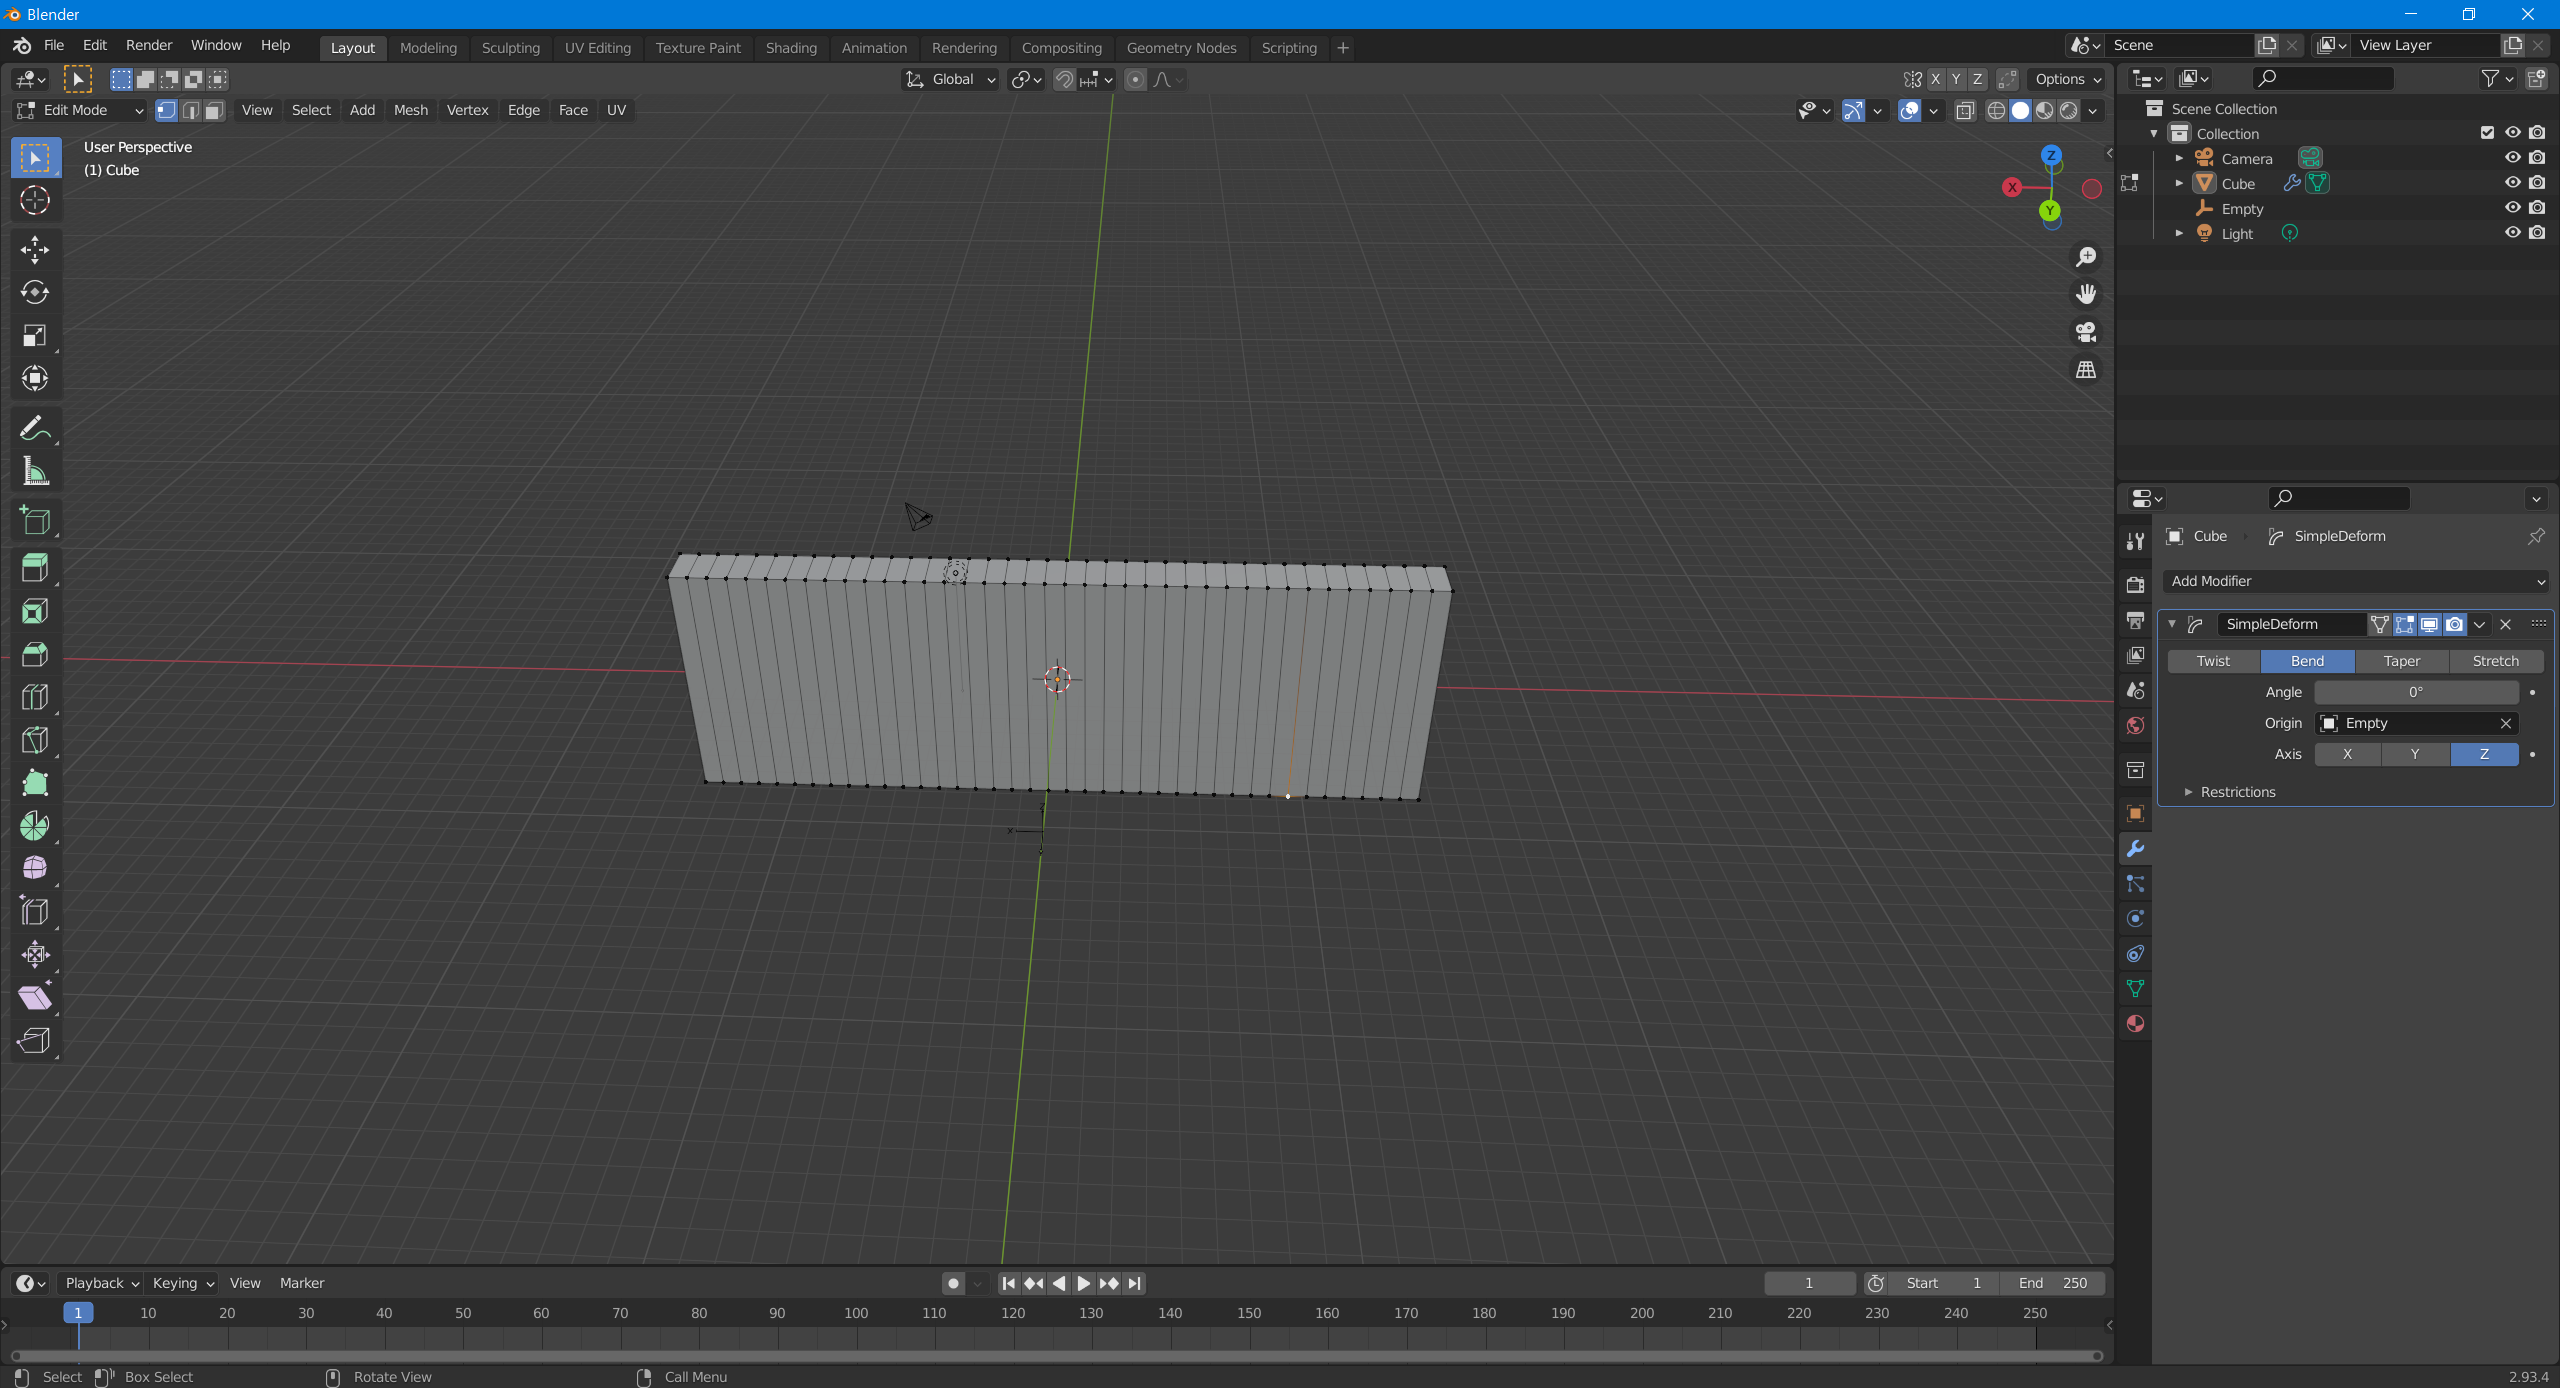 Blender
File Edit Render Window Help Layout Modeling Sculpting UV Editing Texture Paint Shading Animation Rendering Compositing Geometry Nodes Scripting + Scene View Layer
Global X Y Z Options
Edit Mode View Select Add Mesh Vertex Edge Face UV
User Perspective
(1) Cube
Z
X
Y
Scene Collection
Collection
Camera
Cube
Empty
Light
Cube SimpleDeform
Add Modifier
SimpleDeform
Twist Bend Taper Stretch
Angle 0°
Origin Empty
Axis X Y Z
Restrictions
Playback Keying View Marker 1 Start 1 End 250
1 10 20 30 40 50 60 70 80 90 100 110 120 130 140 150 160 170 180 190 200 210 220 230 240 250
Select Box Select Rotate View Call Menu 2.93.4